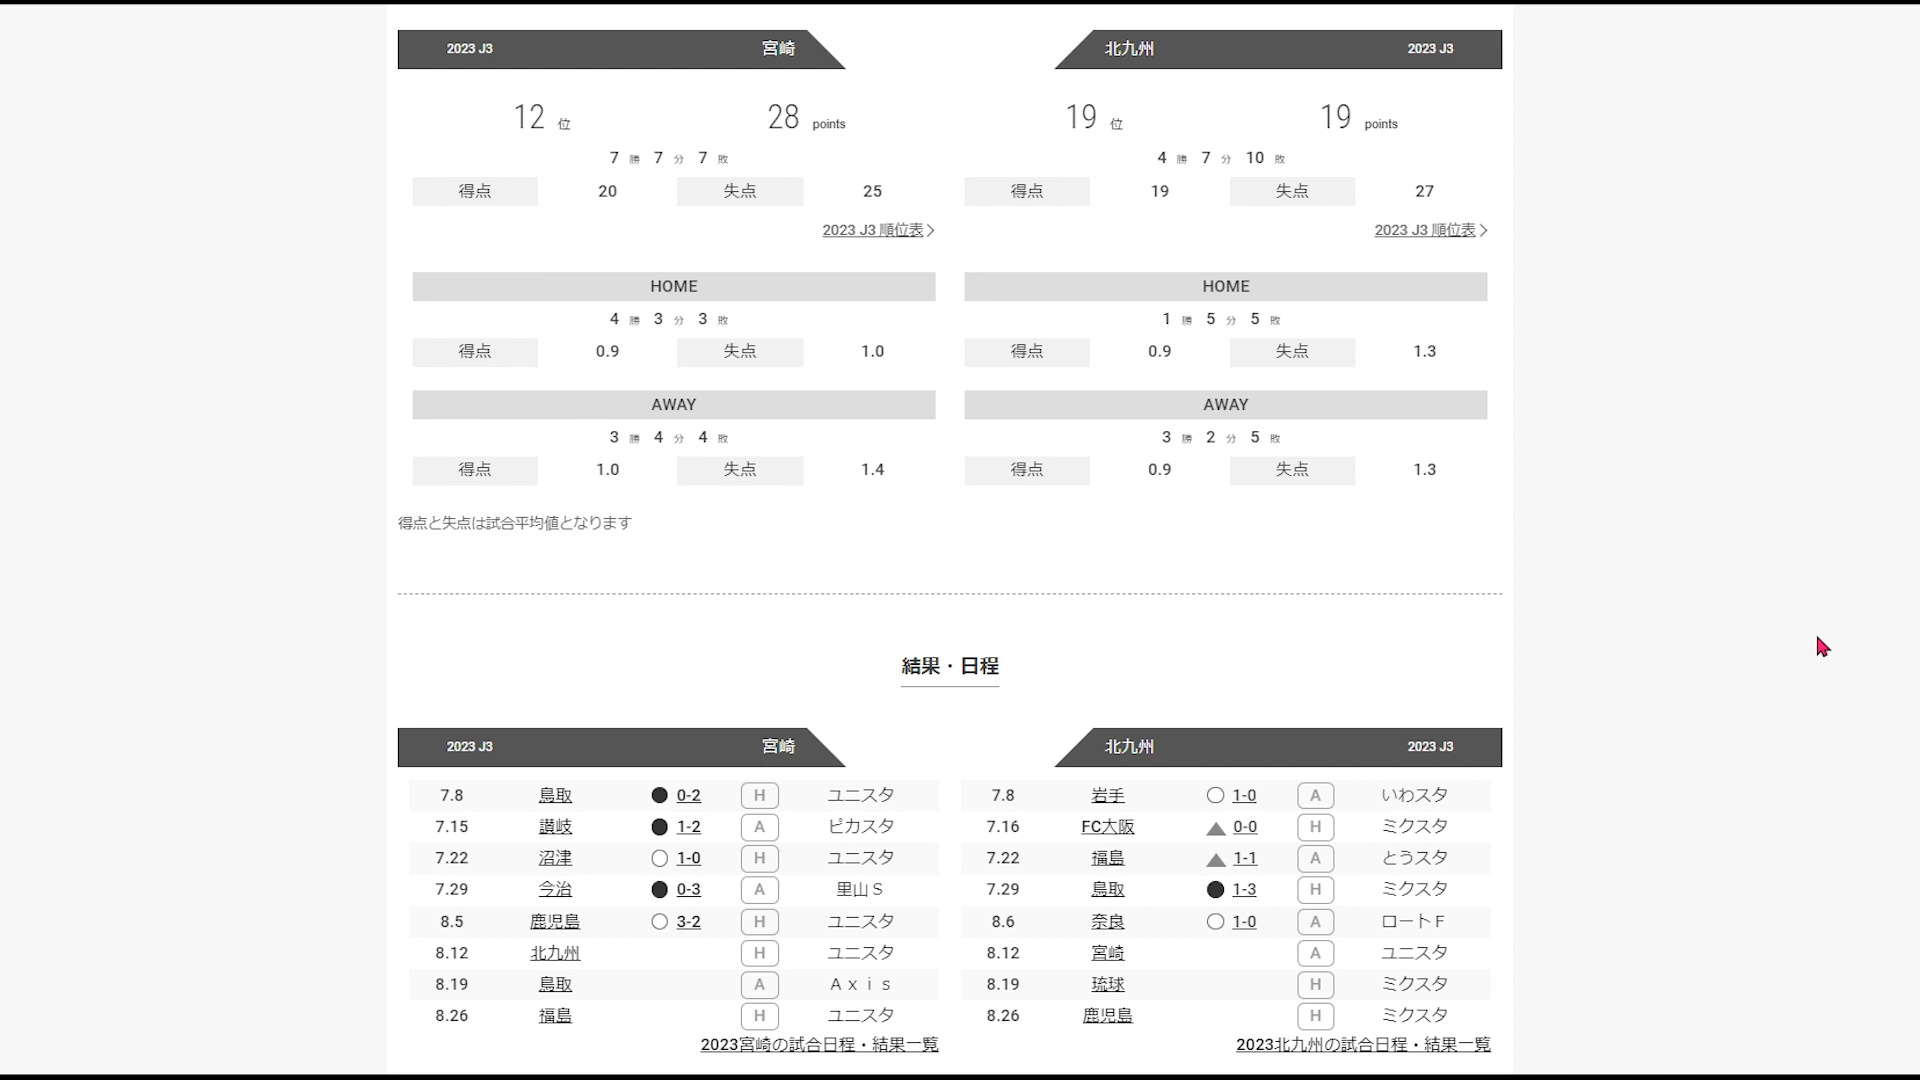 2023 J3 宮崎 北九州 2023 J3
12 位 28 points 19 位 19 points
7 勝 7 分 7 敗 4 勝 7 分 10 敗
得点 20 失点 25 得点 19 失点 27
2023 J3 順位表 2023 J3 順位表
HOME HOME
4 勝 3 分 3 敗 1 勝 5 分 5 敗
得点 0.9 失点 1.0 得点 0.9 失点 1.3
AWAY AWAY
3 勝 4 分 4 敗 3 勝 2 分 5 敗
得点 1.0 失点 1.4 得点 0.9 失点 1.3
得点と失点は試合平均値となります
結果・日程
2023 J3 宮崎 北九州 2023 J3
7.8 鳥取 ● 0-2 H ユニスタ 7.8 岩手 ○ 1-0 A いわスタ
7.15 讃岐 ● 1-2 A ピカスタ 7.16 FC大阪 ▲ 0-0 H ミクスタ
7.22 沼津 ○ 1-0 H ユニスタ 7.22 福島 ▲ 1-1 A とうスタ
7.29 今治 ● 0-3 A 里山Ｓ 7.29 鳥取 ● 1-3 H ミクスタ
8.5 鹿児島 ○ 3-2 H ユニスタ 8.6 奈良 ○ 1-0 A ロートＦ
8.12 北九州 H ユニスタ 8.12 宮崎 A ユニスタ
8.19 鳥取 A Ａｘｉｓ 8.19 琉球 H ミクスタ
8.26 福島 H ユニスタ 8.26 鹿児島 H ミクスタ
2023宮崎の試合日程・結果一覧 2023北九州の試合日程・結果一覧